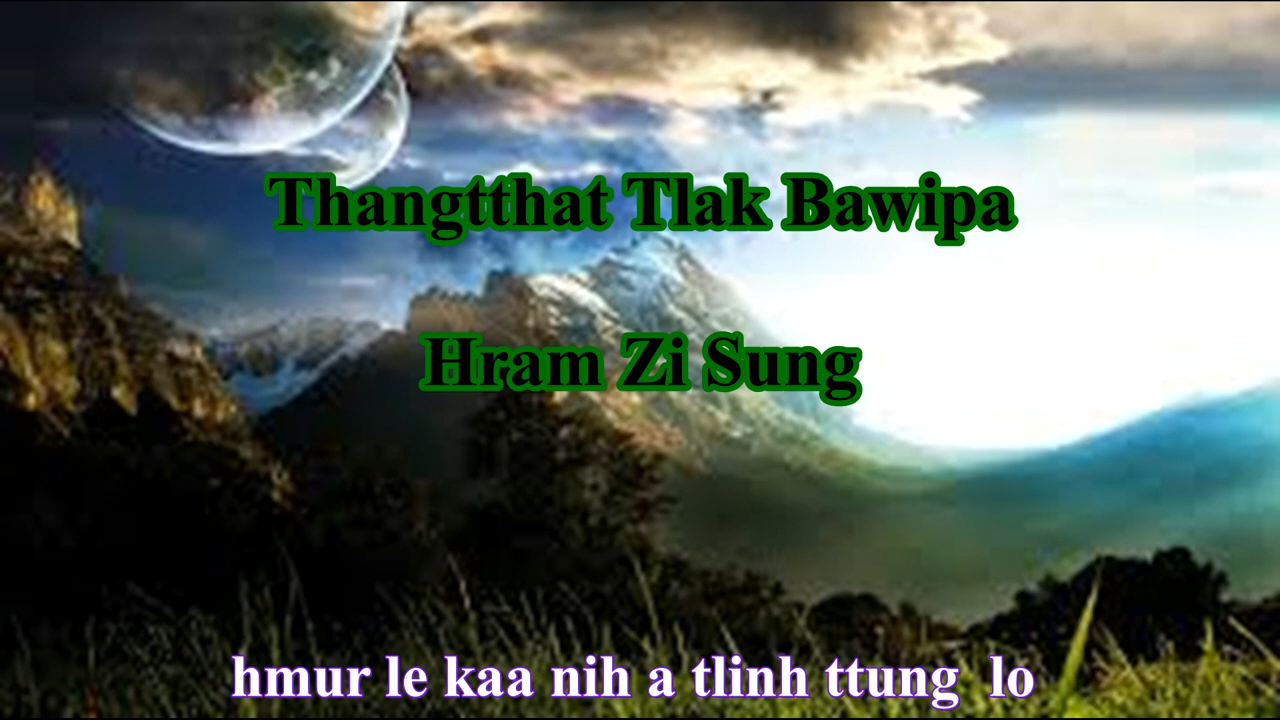 Thangtthat Tlak Bawipa
Hram Zi Sung
hmur le kaa nih a tlinh ttung lo